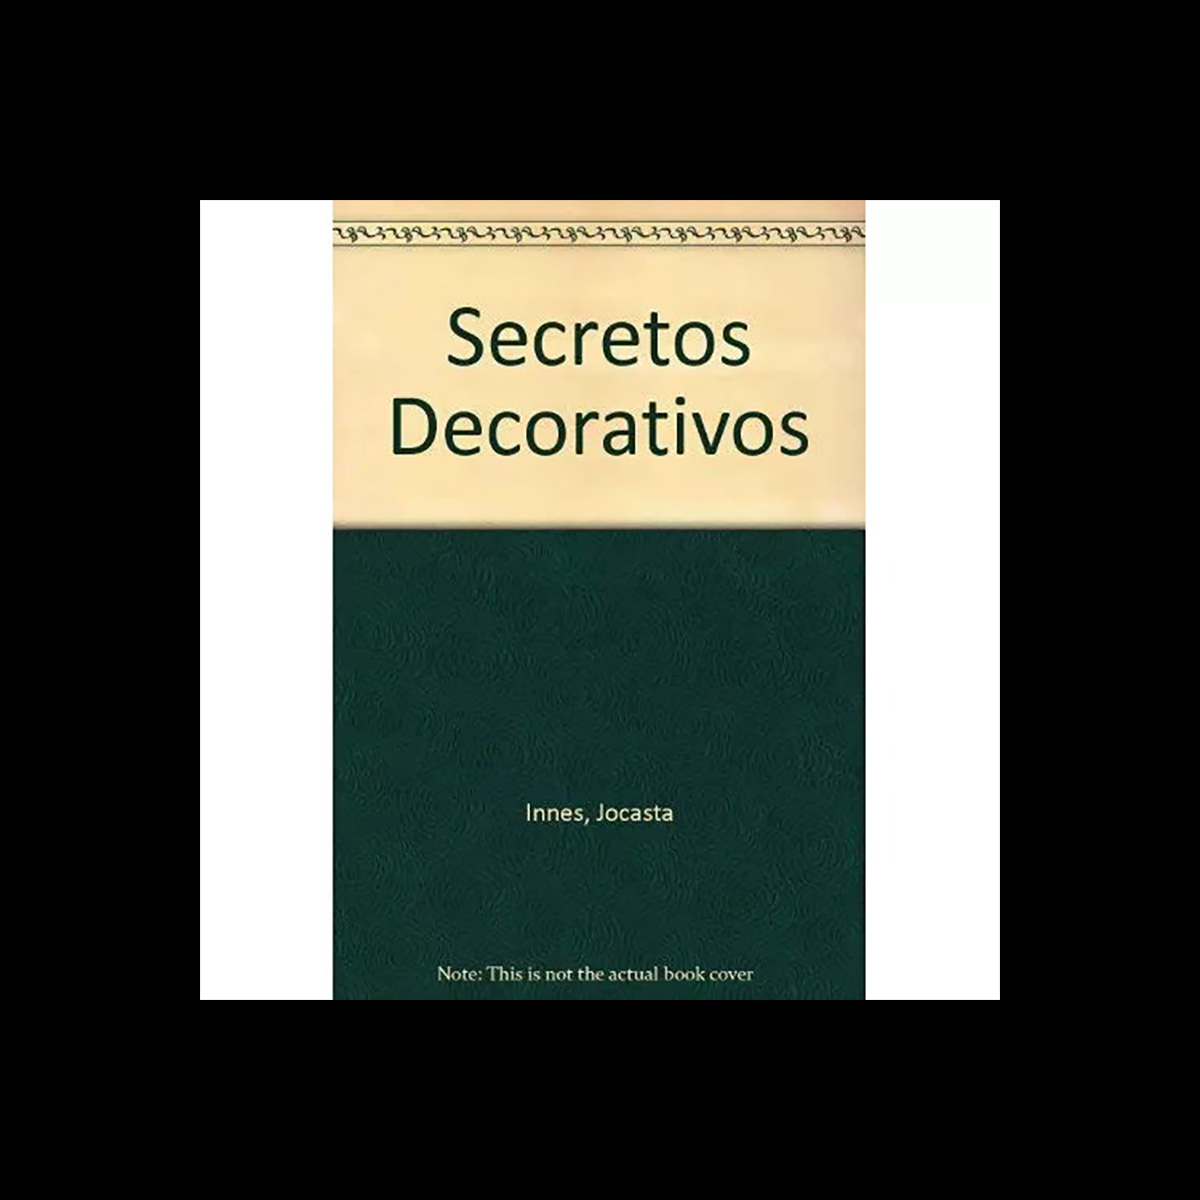 Secretos
Decorativos
Innes, Jocasta
Note: This is not the actual book cover